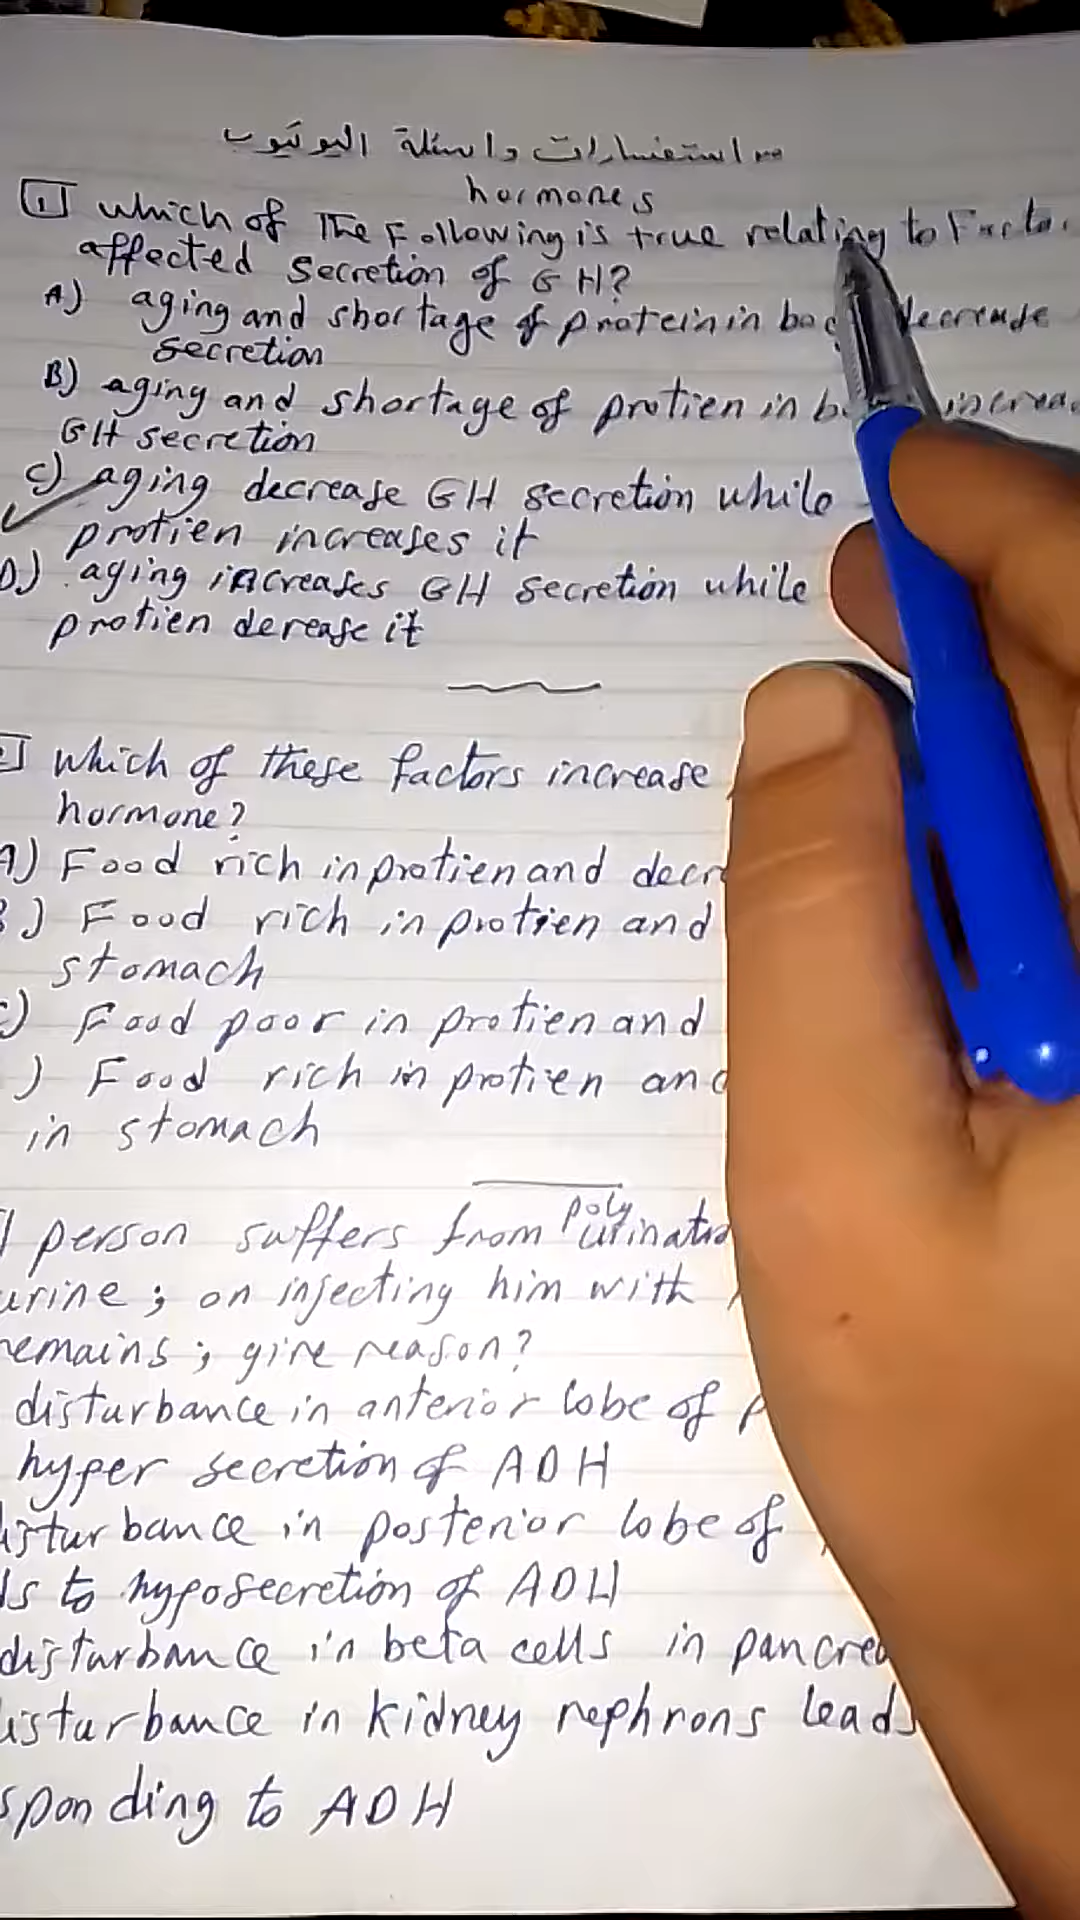 استفسارات واسئلة اليوتيوب
hormones
1 which of The Following is true relating to Facto
affected secretion of GH?
A) aging and shortage of protein in decrease
secretion
B) aging and shortage of protien in increa
GH secretion
C) aging decrease GH secretion while
protien increases it
D) aging increases GH secretion while
protien derease it
which of these factors increase
hormone?
A) Food rich in protien and decr
B) Food rich in protien and
stomach
C) Food poor in protien and
) Food rich in protien and
in stomach
person suffers from poly urinatio
urine; on injecting him with
remains; give reason?
disturbance in anterior lobe of p
hyper secretion of ADH
disturbance in posterior lobe of
ds to hyposecretion of ADH
disturbance in beta cells in pancrea
disturbance in kidney nephrons leads
sponding to ADH